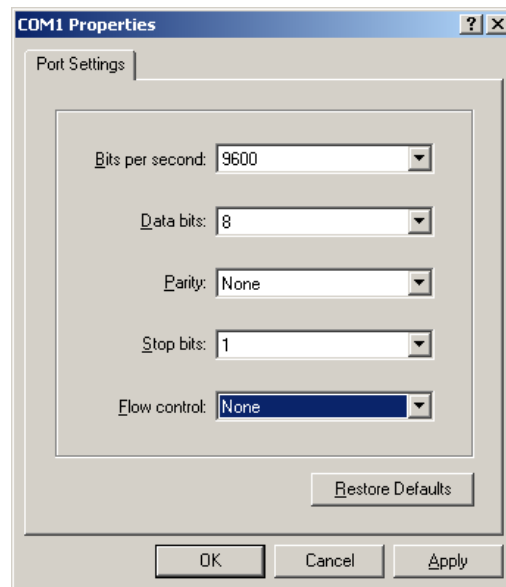 COM1 Properties
Port Settings
Bits per second: 9600
Data bits: 8
Parity: None
Stop bits: 1
Flow control: None
Restore Defaults
OK Cancel Apply